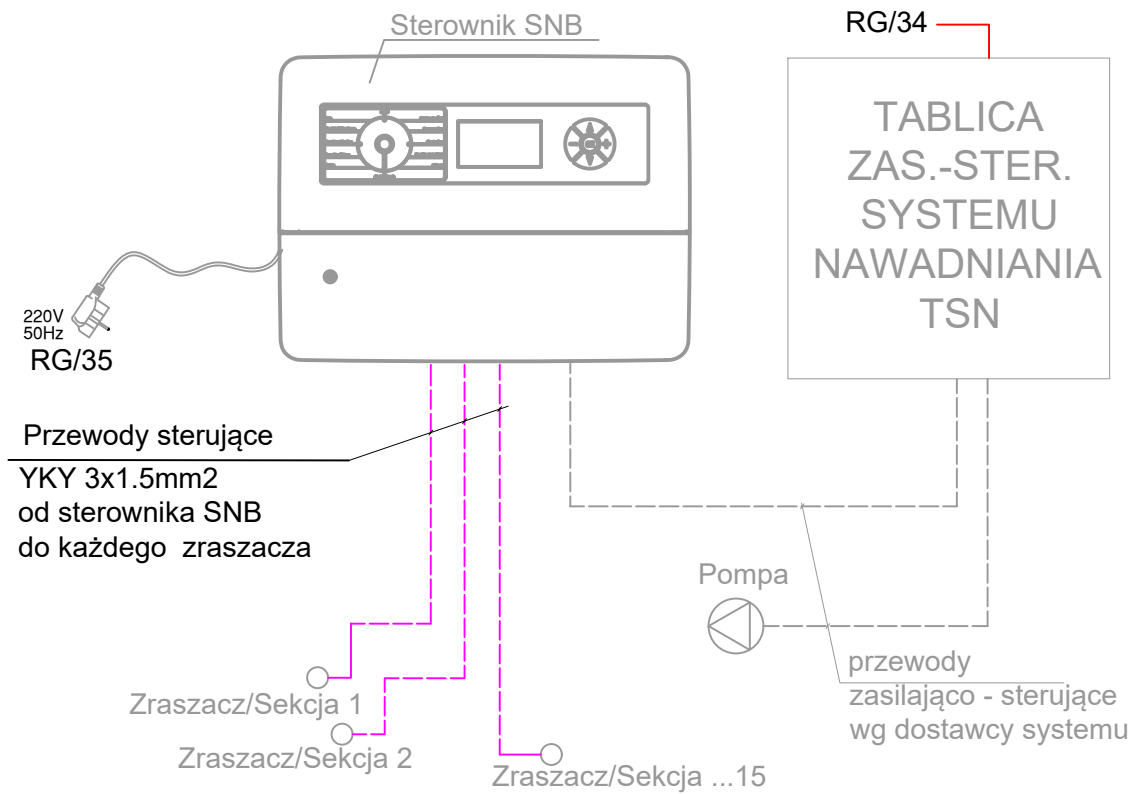 Sterownik SNB
RG/34
TABLICA
ZAS.-STER.
SYSTEMU
NAWADNIANIA
TSN
220V
50Hz
RG/35
Przewody sterujące
YKY 3x1.5mm2
od sterownika SNB
do każdego zraszacza
Pompa
przewody
zasilająco - sterujące
wg dostawcy systemu
Zraszacz/Sekcja 1
Zraszacz/Sekcja 2
Zraszacz/Sekcja ...15